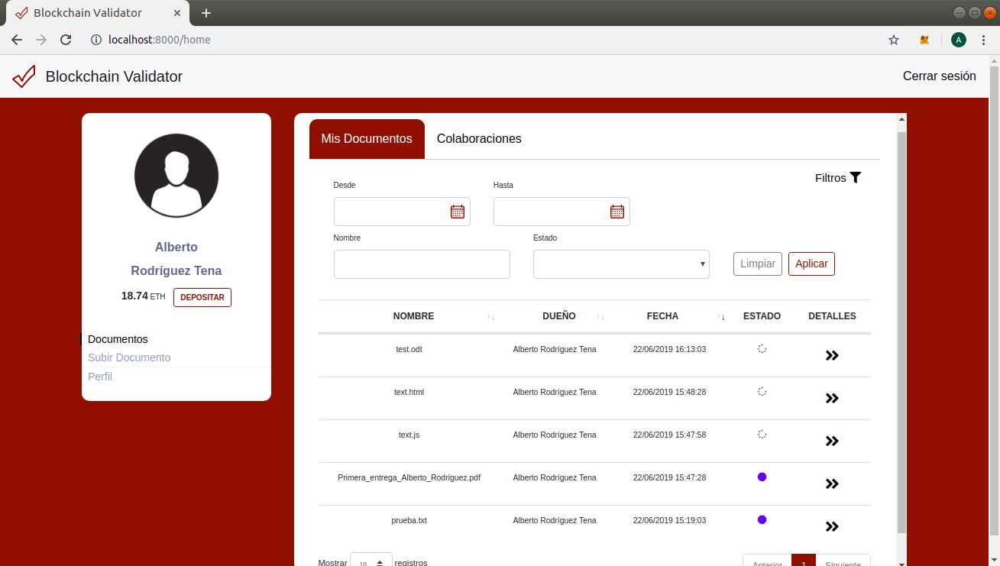 Blockchain Validator
localhost:8000/home
A
Blockchain Validator
Cerrar sesión
Alberto
Rodríguez Tena
18.74 ETH DEPOSITAR
Documentos
Subir Documento
Perfil
Mis Documentos Colaboraciones
Filtros
Desde Hasta
Nombre Estado
Limpiar Aplicar
NOMBRE DUEÑO FECHA ESTADO DETALLES
test.odt Alberto Rodríguez Tena 22/06/2019 16:13:03
text.html Alberto Rodríguez Tena 22/06/2019 15:48:28
text.js Alberto Rodríguez Tena 22/06/2019 15:47:58
Primera_entrega_Alberto_Rodriguez.pdf Alberto Rodríguez Tena 22/06/2019 15:47:28
prueba.txt Alberto Rodríguez Tena 22/06/2019 15:19:03
Mostrar 10 registros
Anterior 1 Siguiente